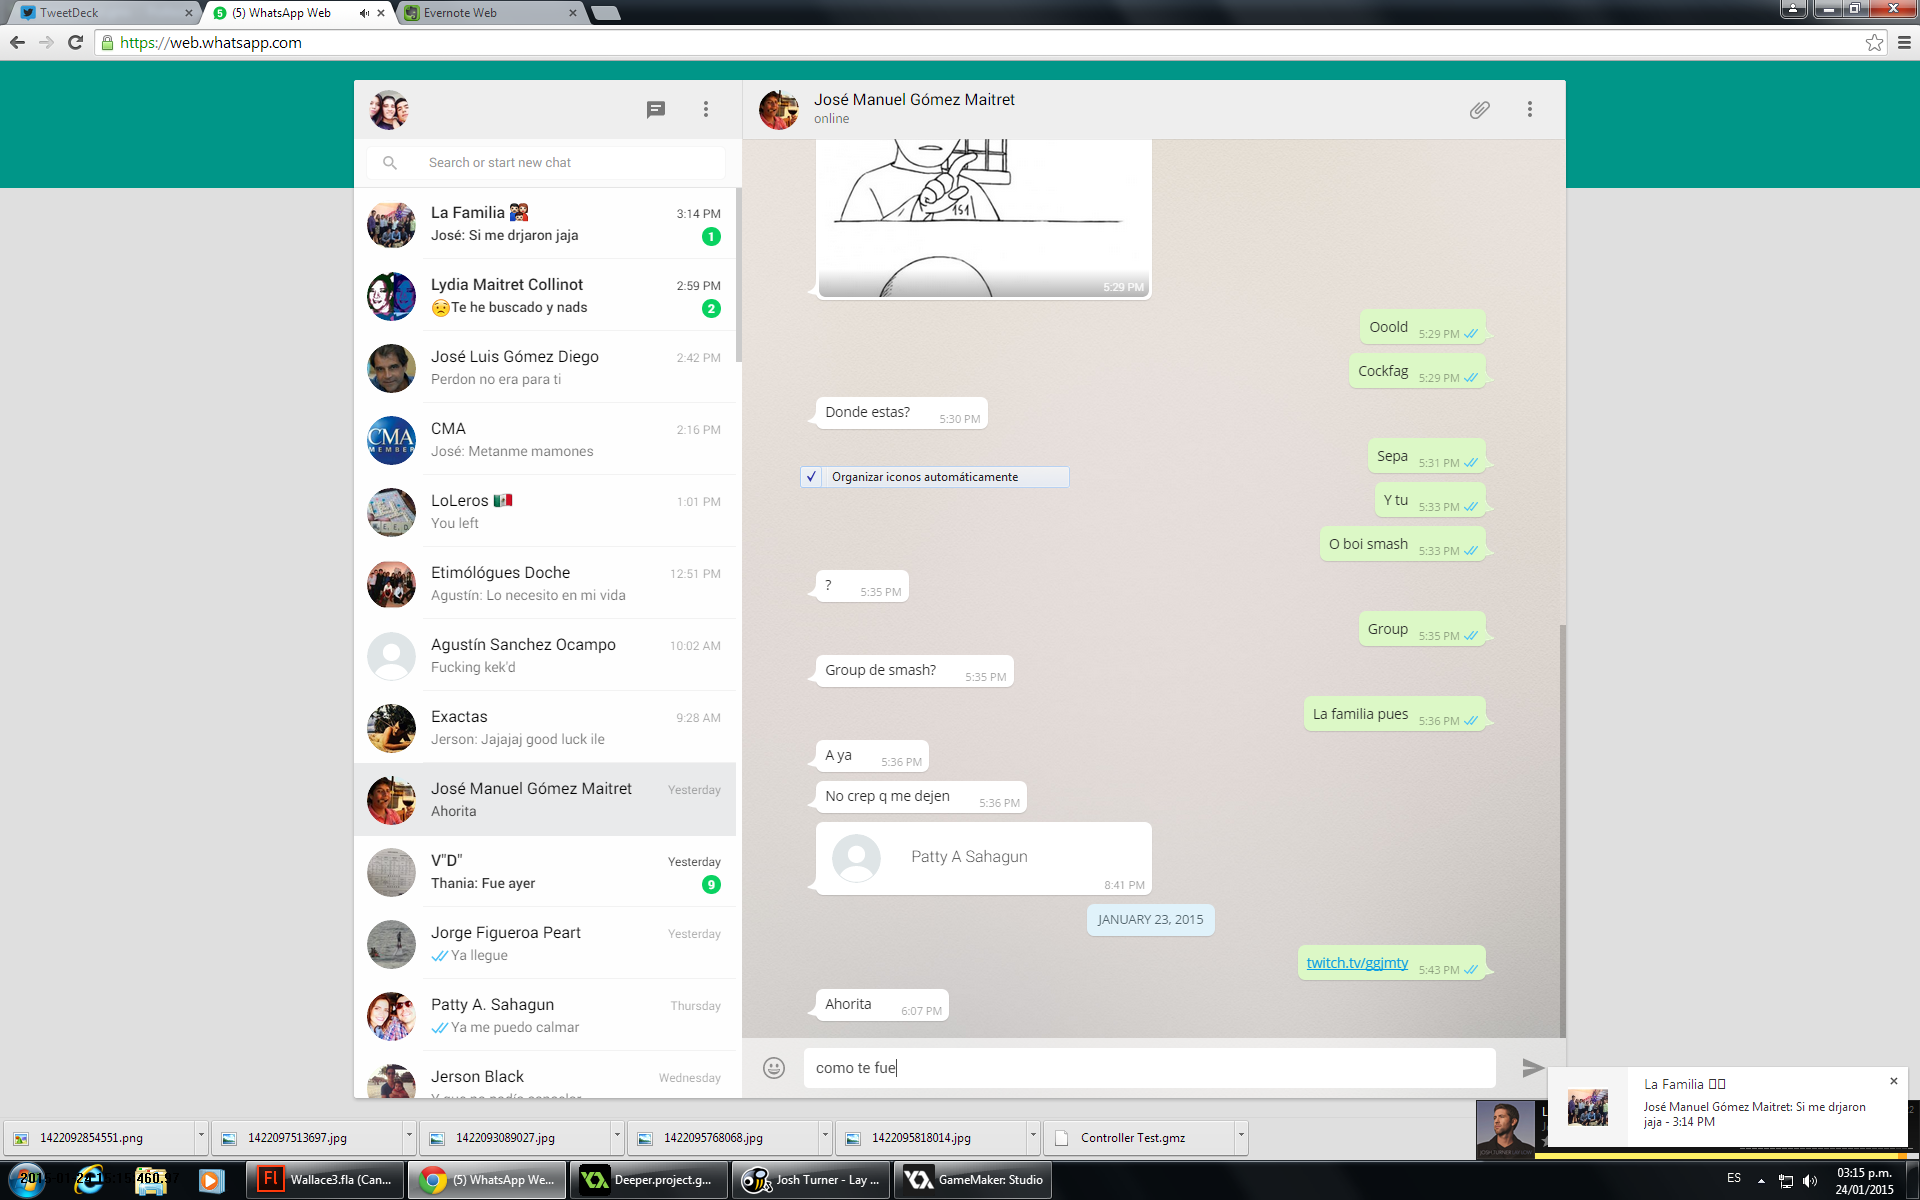 TweetDeck
(5) WhatsApp Web
Evernote Web
https://web.whatsapp.com
José Manuel Gómez Maitret
online
Search or start new chat
La Familia
3:14 PM
José: Si me drjaron jaja
1
Lydia Maitret Collinot
2:59 PM
Te he buscado y nads
2
José Luis Gómez Diego
2:42 PM
Perdon no era para ti
CMA
2:16 PM
José: Metanme mamones
CMA
MEMBER
LoLeros
1:01 PM
You left
Etimólógues Doche
12:51 PM
Agustín: Lo necesito en mi vida
Agustín Sanchez Ocampo
10:02 AM
Fucking kek'd
Exactas
9:28 AM
Jerson: Jajajaj good luck ile
José Manuel Gómez Maitret
Yesterday
Ahorita
V"D"
Yesterday
Thania: Fue ayer
9
Jorge Figueroa Peart
Yesterday
Ya llegue
Patty A. Sahagun
Thursday
Ya me puedo calmar
Jerson Black
Wednesday
151
5:29 PM
Ooold 5:29 PM
Cockfag 5:29 PM
Donde estas? 5:30 PM
Sepa 5:31 PM
Organizar iconos automáticamente
Y tu 5:33 PM
O boi smash 5:33 PM
? 5:35 PM
Group 5:35 PM
Group de smash? 5:35 PM
La familia pues 5:36 PM
A ya 5:36 PM
No crep q me dejen 5:36 PM
Patty A Sahagun
8:41 PM
JANUARY 23, 2015
twitch.tv/ggjmty 5:43 PM
Ahorita 6:07 PM
como te fue
La Familia
José Manuel Gómez Maitret: Si me drjaron
jaja - 3:14 PM
1422092854551.png
1422097513697.jpg
1422093089027.jpg
1422095768068.jpg
1422095818014.jpg
Controller Test.gmz
Wallace3.fla (Can...
(5) WhatsApp We...
Deeper.project.g...
Josh Turner - Lay ...
GameMaker: Studio
ES
03:15 p.m.
24/01/2015